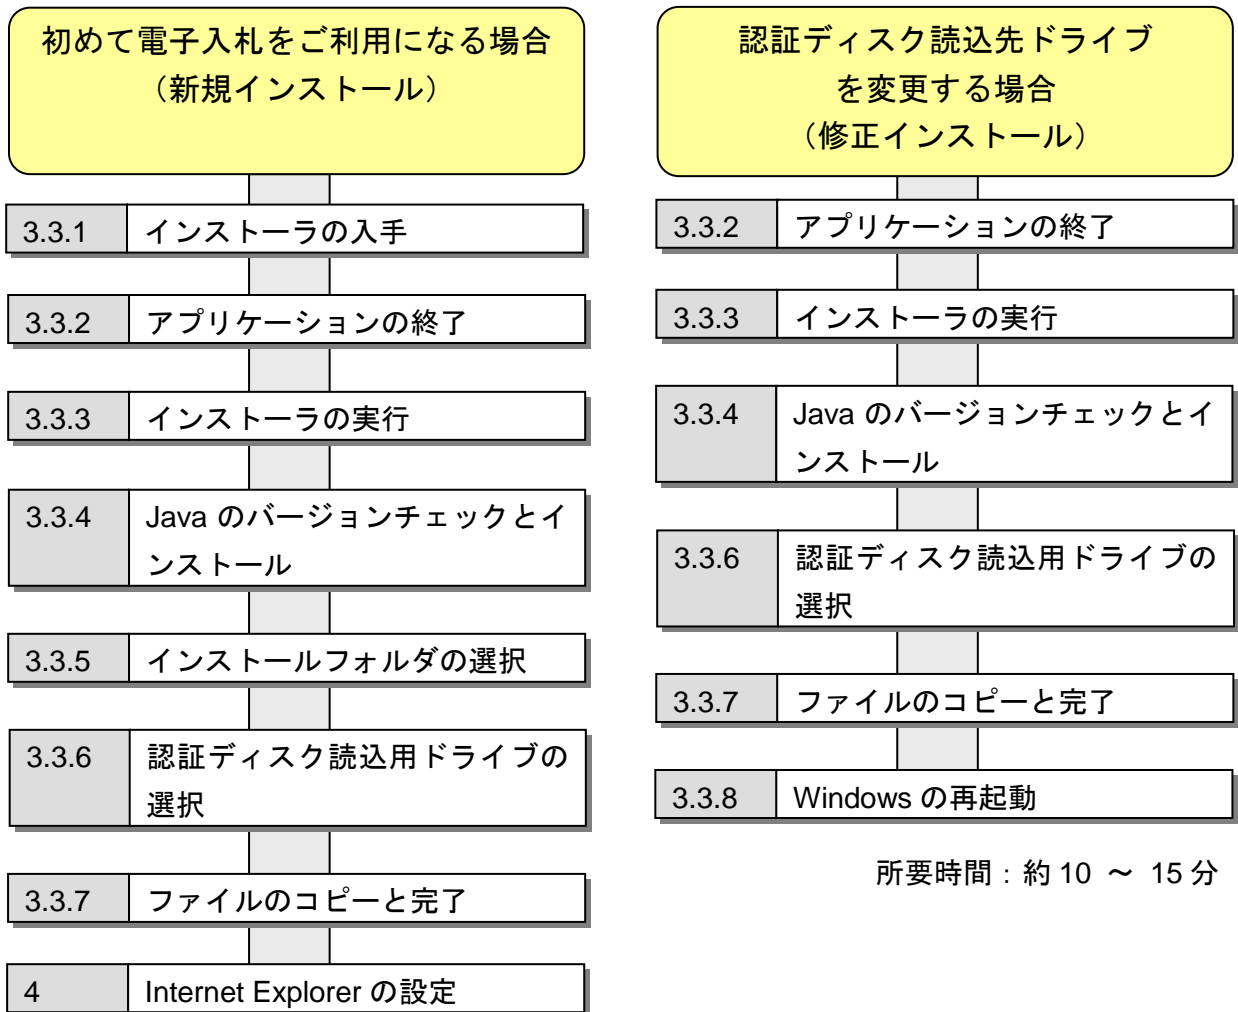 初めて電子入札をご利用になる場合
（新規インストール）
3.3.1 インストーラの入手
3.3.2 アプリケーションの終了
3.3.3 インストーラの実行
3.3.4 Java のバージョンチェックとイ
ンストール
3.3.5 インストールフォルダの選択
3.3.6 認証ディスク読込用ドライブの
選択
3.3.7 ファイルのコピーと完了
4 Internet Explorer の設定
認証ディスク読込先ドライブ
を変更する場合
（修正インストール）
3.3.2 アプリケーションの終了
3.3.3 インストーラの実行
3.3.4 Java のバージョンチェックとイ
ンストール
3.3.6 認証ディスク読込用ドライブの
選択
3.3.7 ファイルのコピーと完了
3.3.8 Windows の再起動
所要時間：約 10 ～ 15 分